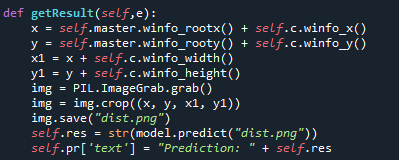 def getResult(self,e):
    x = self.master.winfo_rootx() + self.c.winfo_x()
    y = self.master.winfo_rooty() + self.c.winfo_y()
    x1 = x + self.c.winfo_width()
    y1 = y + self.c.winfo_height()
    img = PIL.ImageGrab.grab()
    img = img.crop((x, y, x1, y1))
    img.save("dist.png")
    self.res = str(model.predict("dist.png"))
    self.pr['text'] = "Prediction: " + self.res